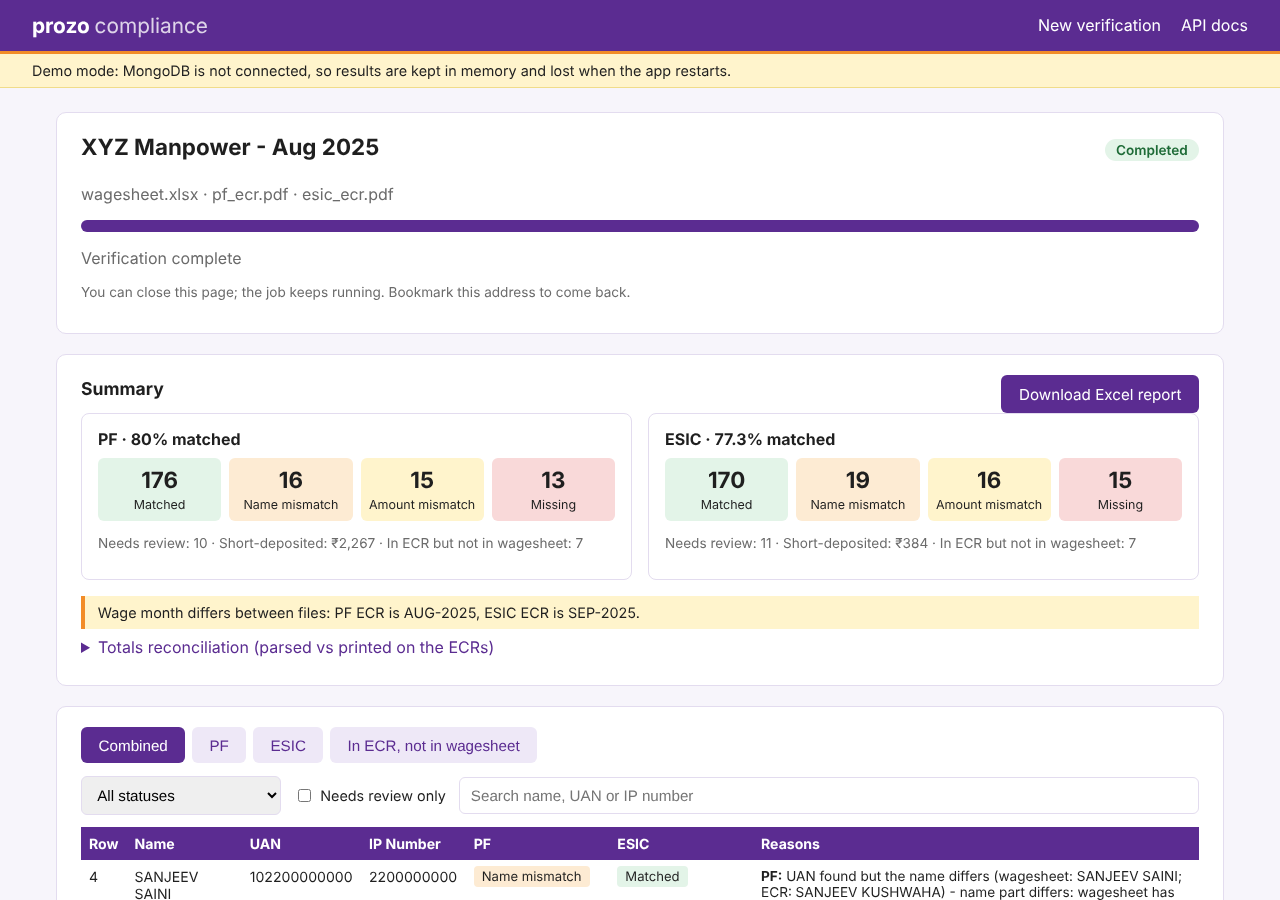 prozo compliance
New verification
API docs
Demo mode: MongoDB is not connected, so results are kept in memory and lost when the app restarts.
XYZ Manpower - Aug 2025
Completed
wagesheet.xlsx · pf_ecr.pdf · esic_ecr.pdf
Verification complete
You can close this page; the job keeps running. Bookmark this address to come back.
Summary
Download Excel report
PF · 80% matched
176 16 15 13
Matched Name mismatch Amount mismatch Missing
Needs review: 10 · Short-deposited: ₹2,267 · In ECR but not in wagesheet: 7
ESIC · 77.3% matched
170 19 16 15
Matched Name mismatch Amount mismatch Missing
Needs review: 11 · Short-deposited: ₹384 · In ECR but not in wagesheet: 7
Wage month differs between files: PF ECR is AUG-2025, ESIC ECR is SEP-2025.
Totals reconciliation (parsed vs printed on the ECRs)
Combined PF ESIC In ECR, not in wagesheet
All statuses Needs review only Search name, UAN or IP number
Row Name UAN IP Number PF ESIC Reasons
4 SANJEEV 102200000000 2200000000 Name mismatch Matched PF: UAN found but the name differs (wagesheet: SANJEEV SAINI;
SAINI ECR: SANJEEV KUSHWAHA) - name part differs: wagesheet has